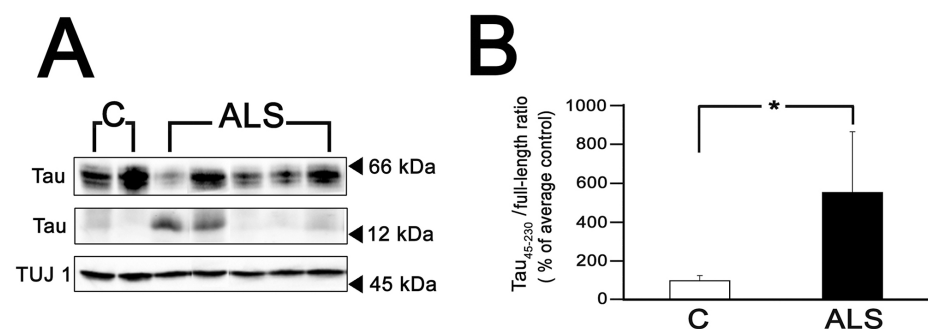 A
C ALS
Tau 66 kDa
Tau 12 kDa
TUJ 1 45 kDa
B
Tau45-230 /full-length ratio
( % of average control)
1000
800
600
400
200
0
*
C ALS